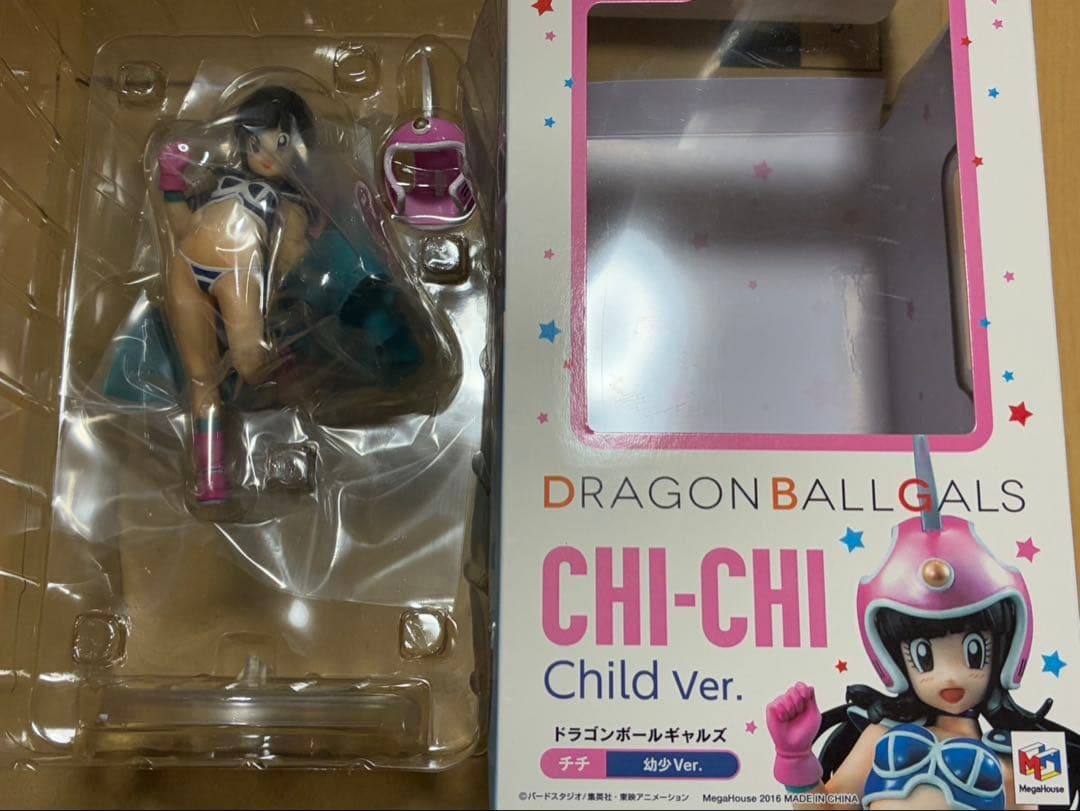 DRAGONBALLGALS
CHI-CHI
Child ver.
ドラゴンボールギャルズ
チチ 幼少Ver.
©バードスタジオ/集英社・東映アニメーション MegaHouse 2016 MADE IN CHINA
MegaHouse